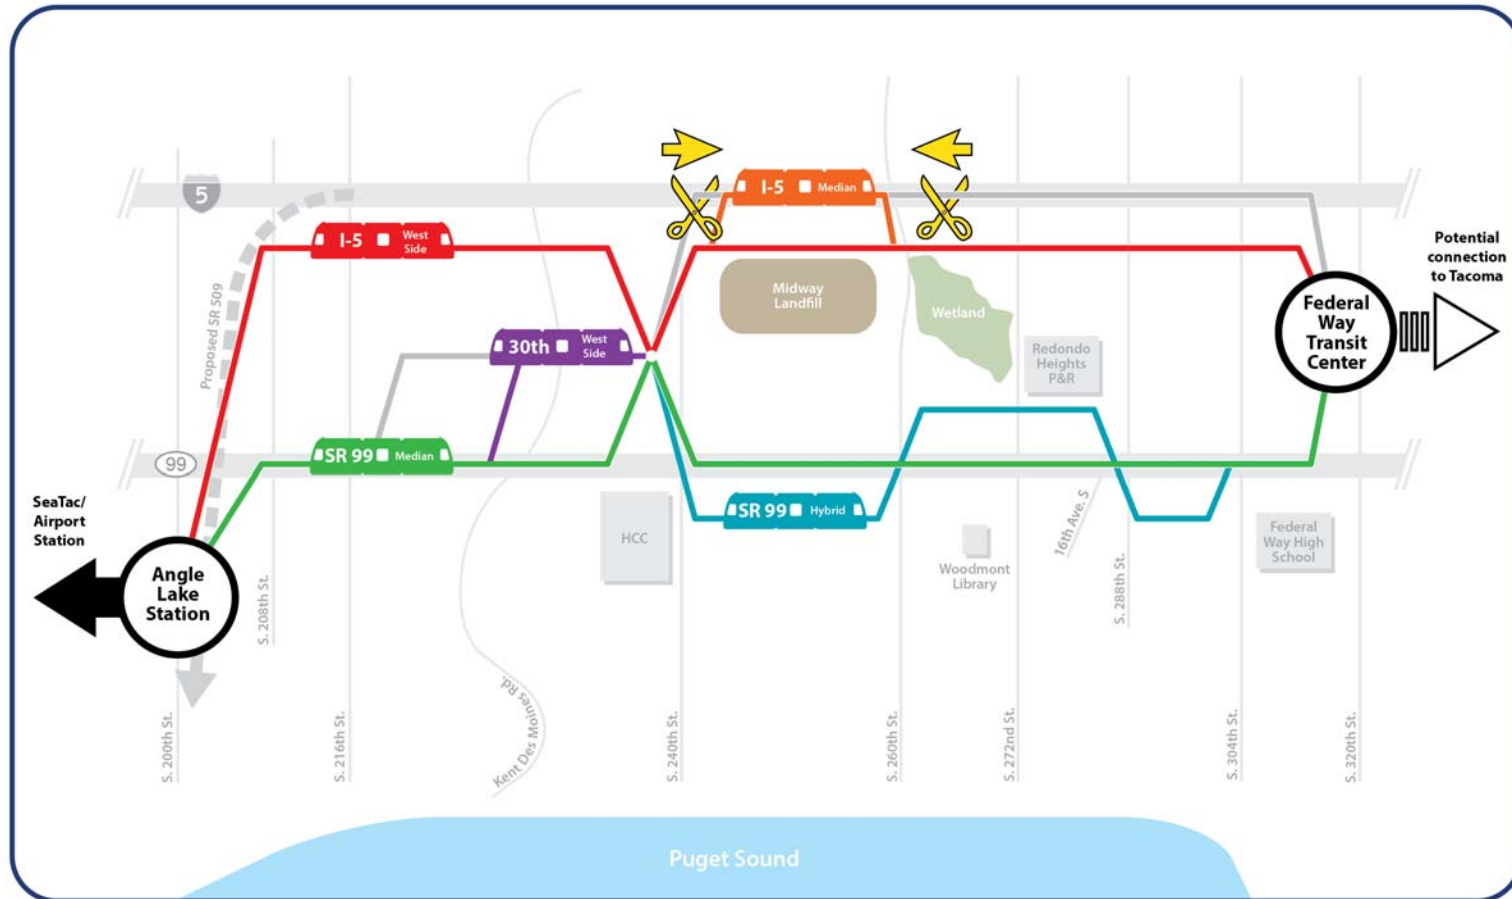 5
I-5
Median
I-5
West
Side
Potential
connection
to Tacoma
Proposed SR 509
Midway
Landfill
Federal
Way
Transit
Center
Wetland
30th
West
Side
Redondo
Heights
P&R
99
SR 99
Median
SeaTac/
Airport
Station
SR 99
Hybrid
16th Ave. S
HCC
Federal
Way High
School
Woodmont
Library
Angle
Lake
Station
S. 208th St.
S. 288th St.
S. 200th St.
S. 216th St.
Kent Des Moines Rd.
S. 240th St.
S. 260th St.
S. 272nd St.
S. 304th St.
S. 320th St.
Puget Sound